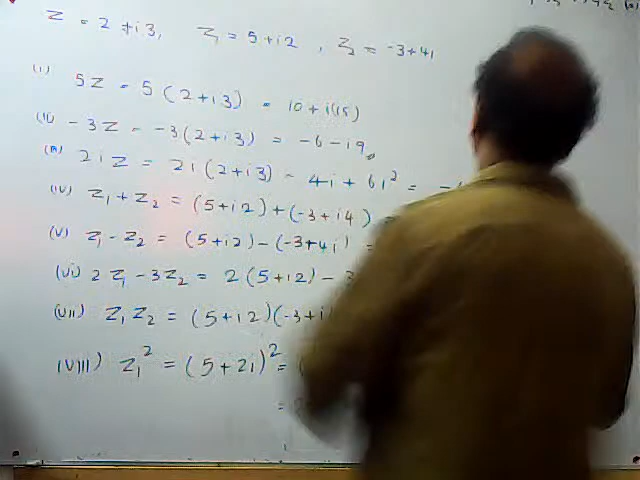 z = 2 + i3, z₁ = 5 + i2, z₂ = -3 + 4i
(i) 5z = 5(2 + i3) = 10 + i(15)
(ii) -3z = -3(2 + i3) = -6 - i9
(iii) 2iz = 2i(2 + i3) = 4i + 6i² = -
(iv) z₁ + z₂ = (5 + i2) + (-3 + i4) =
(v) z₁ - z₂ = (5 + i2) - (-3 + 4i) =
(vi) 2z₁ - 3z₂ = 2(5 + i2) - 3
(vii) z₁z₂ = (5 + i2)(-3 + i
(viii) z₁² = (5 + 2i)² = (
=